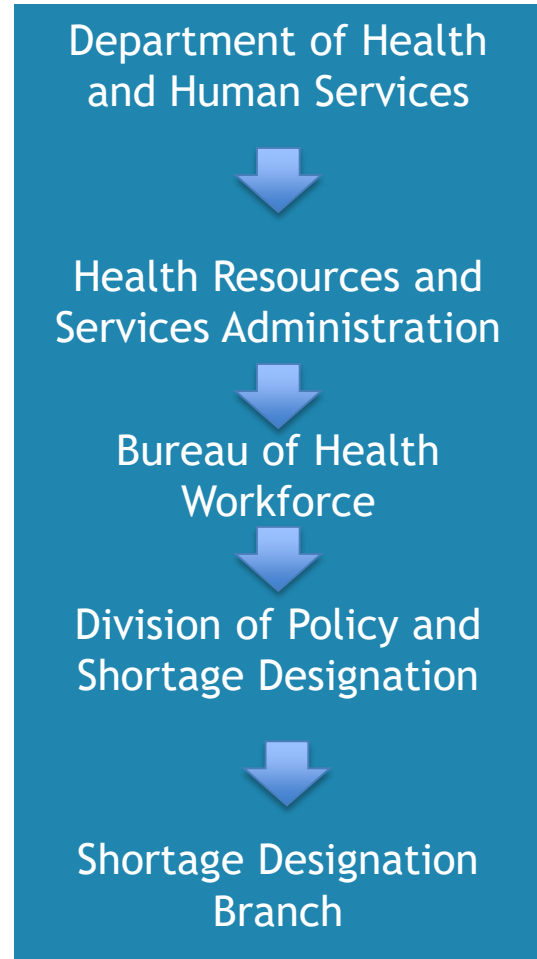 Department of Health
and Human Services
Health Resources and
Services Administration
Bureau of Health
Workforce
Division of Policy and
Shortage Designation
Shortage Designation
Branch